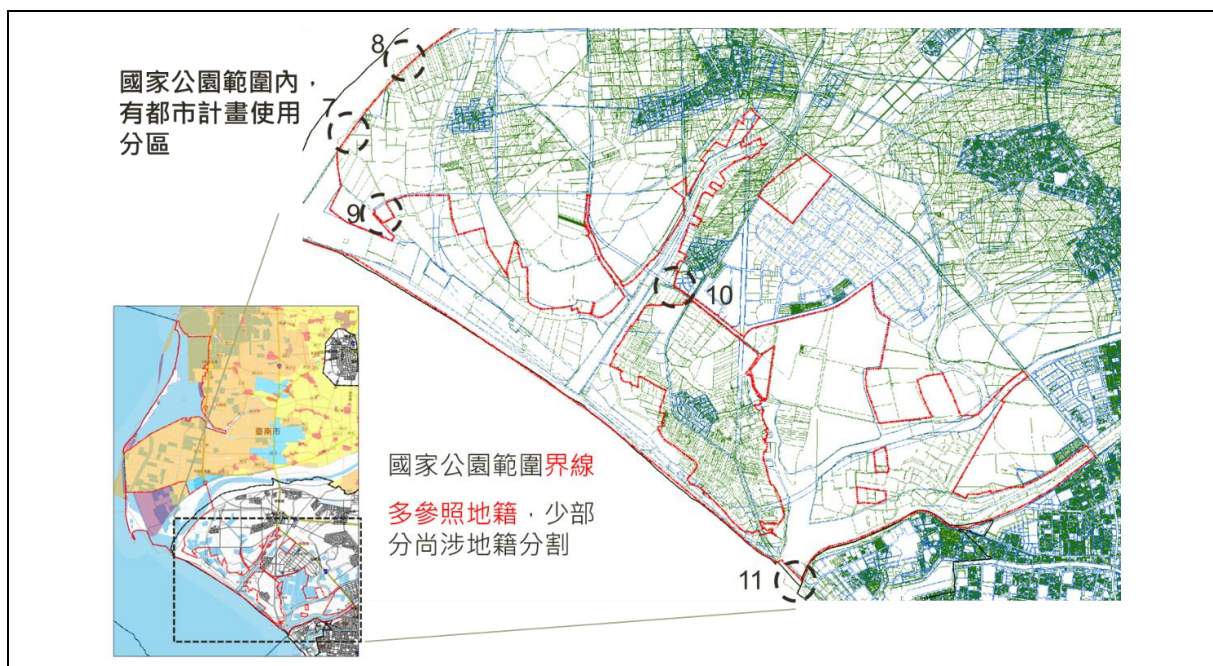 國家公園範圍內，
有都市計畫使用
分區
8
7
9
10
11
臺南市
國家公園範圍界線
多參照地籍，少部
分尚涉地籍分割